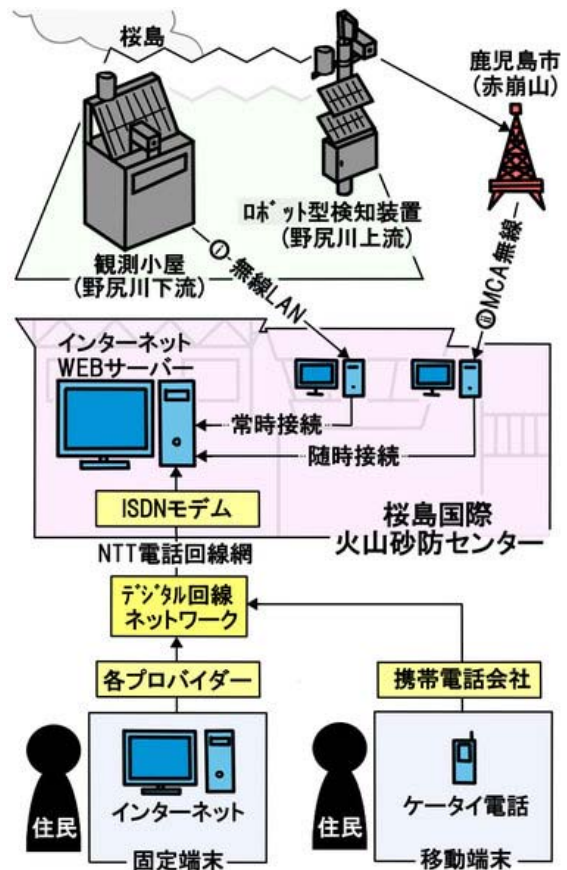 桜島
鹿児島市
(赤崩山)
ロボット型検知装置
(野尻川上流)
観測小屋
(野尻川下流)
ⓘ無線LAN
ⓘⓘMCA無線
インターネット
WEBサーバー
常時接続
随時接続
ISDNモデム
桜島国際
火山砂防センター
NTT電話回線網
デジタル回線
ネットワーク
各プロバイダー
携帯電話会社
住民
インターネット
固定端末
住民
ケータイ電話
移動端末